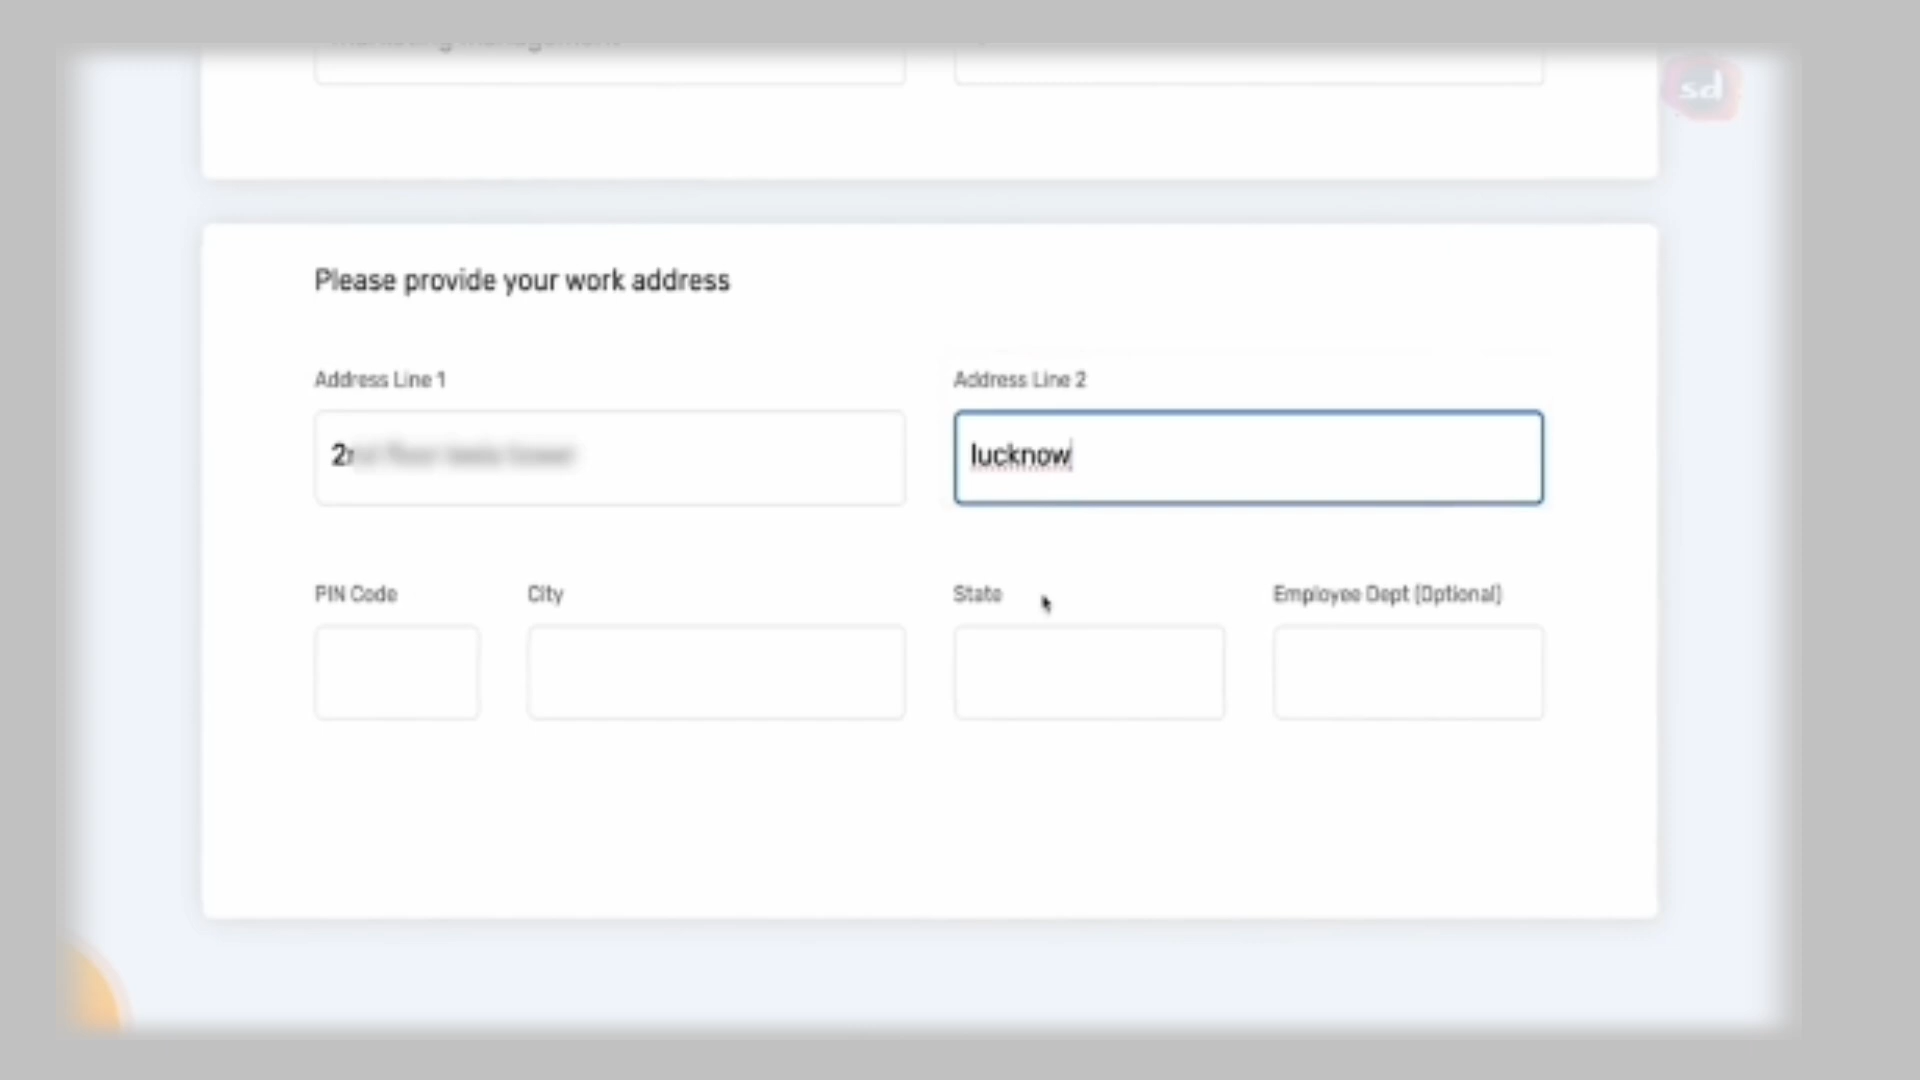 sd
Please provide your work address
Address Line 1
Address Line 2
lucknow
PIN Code
City
State
Employee Dept (Optional)